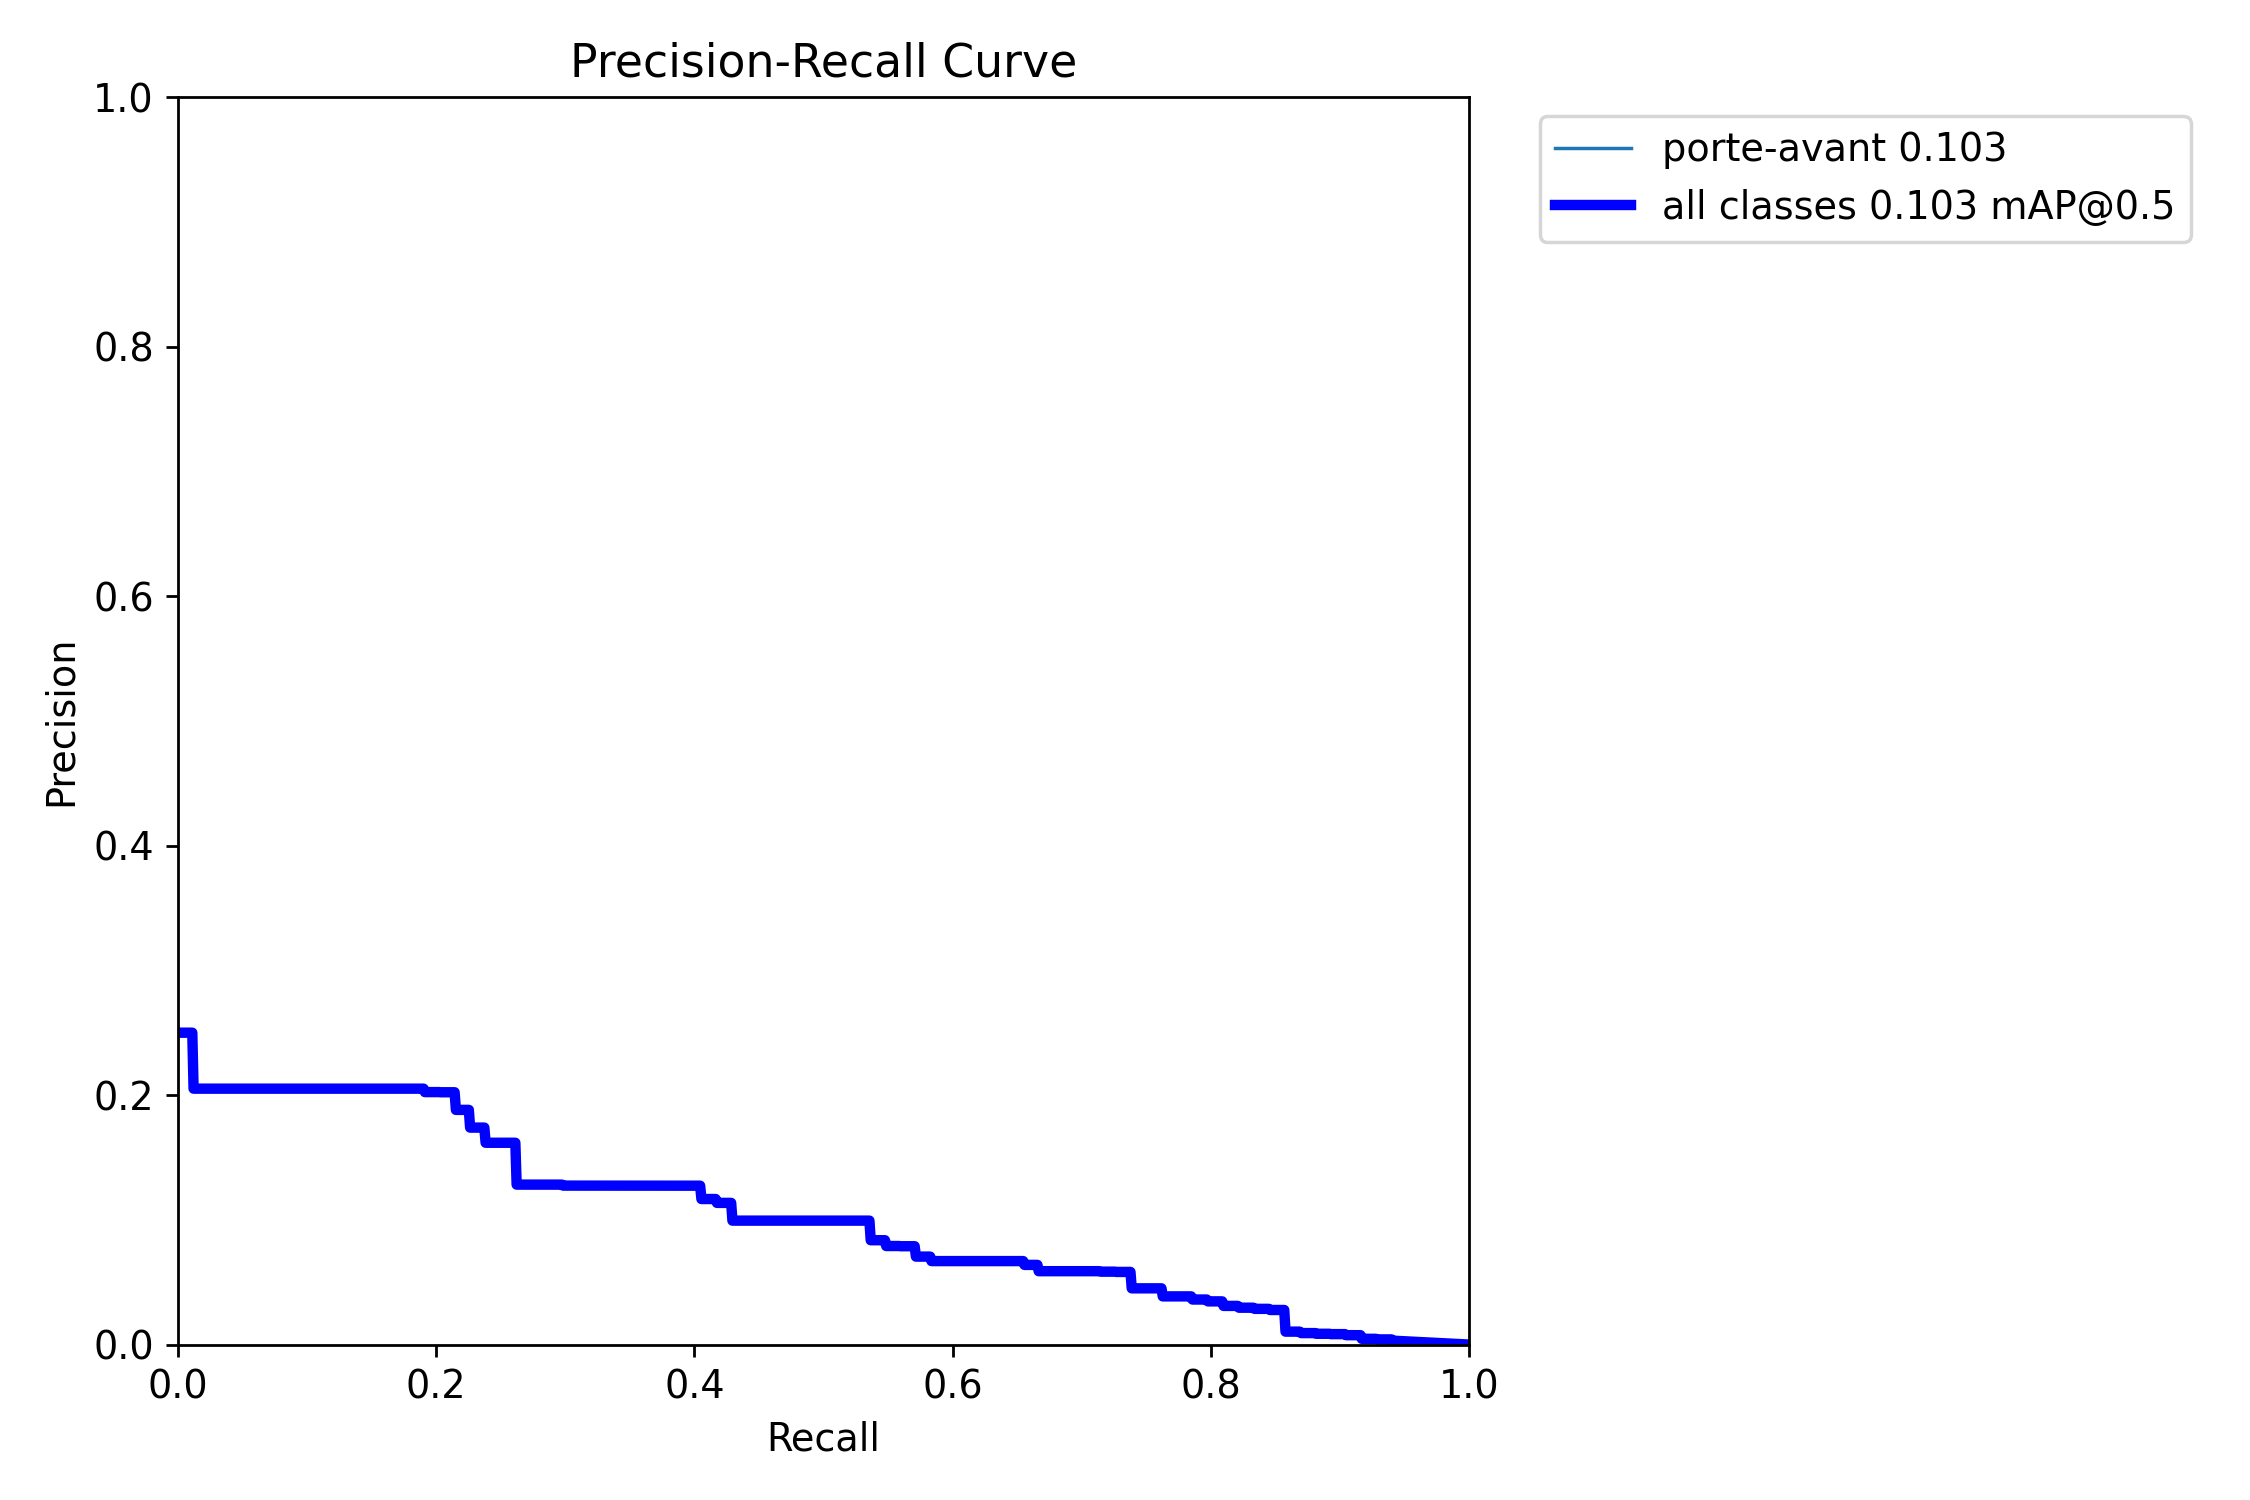 Precision-Recall Curve
1.0
0.8
0.6
0.4
0.2
0.0
Precision
0.0 0.2 0.4 0.6 0.8 1.0
Recall
porte-avant 0.103
all classes 0.103 mAP@0.5